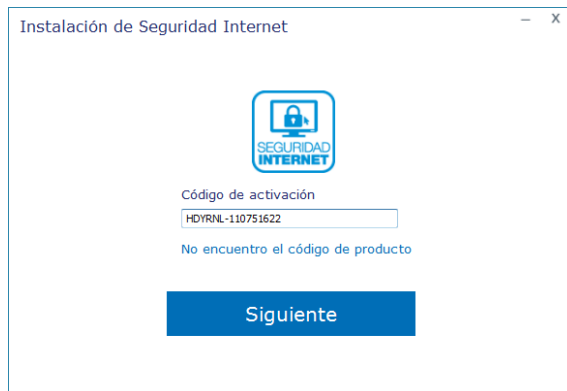 Instalación de Seguridad Internet
– X
SEGURIDAD
INTERNET
Código de activación
HDYRNL-110751622
No encuentro el código de producto
Siguiente